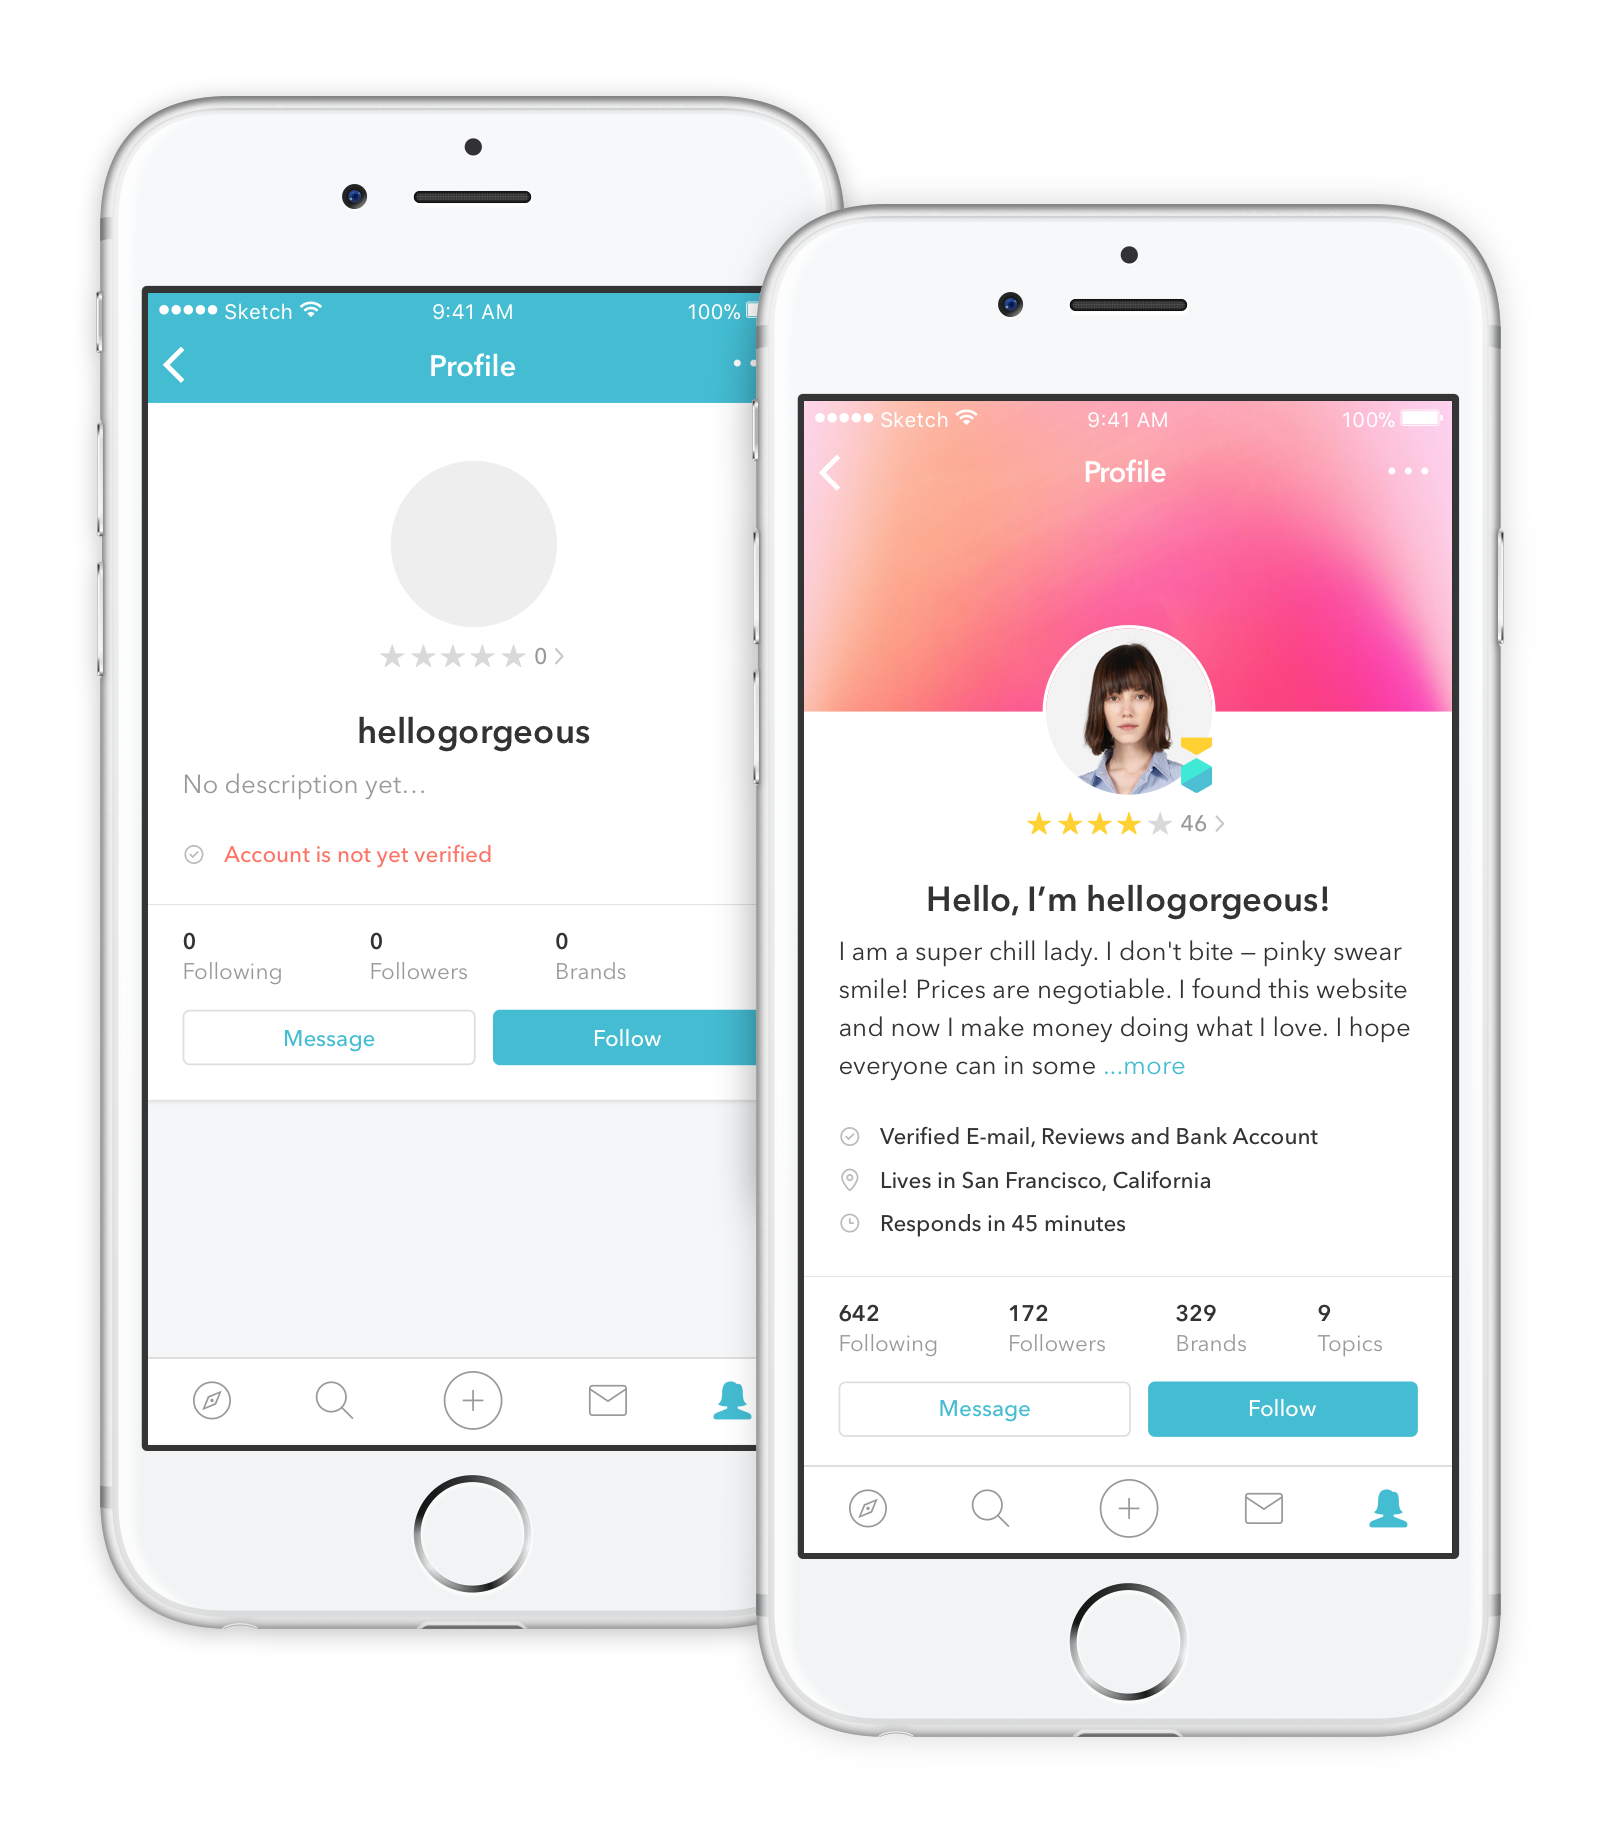 Sketch 9:41 AM 100%
Profile
0
hellogorgeous
No description yet...
Account is not yet verified
0 0 0
Following Followers Brands
Message Follow
Sketch 9:41 AM 100%
Profile
46
Hello, I’m hellogorgeous!
I am a super chill lady. I don't bite – pinky swear
smile! Prices are negotiable. I found this website
and now I make money doing what I love. I hope
everyone can in some ...more
Verified E-mail, Reviews and Bank Account
Lives in San Francisco, California
Responds in 45 minutes
642 172 329 9
Following Followers Brands Topics
Message Follow